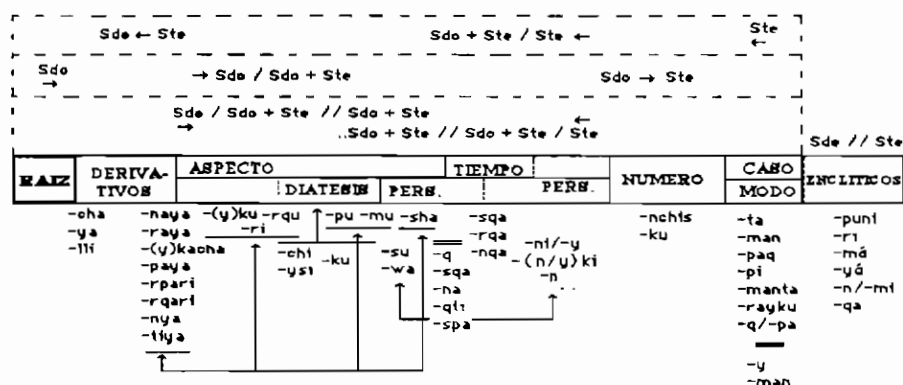 Sdo ← Ste Sdo + Ste / Ste ← Ste ←
Sdo → → Sdo / Sdo + Ste Sdo → Ste
Sdo / Sdo + Ste // Sdo + Ste →
..Sdo + Ste // Sdo + Ste / Ste ←
Sdo // Ste
RAIZ DERIVA-TIVOS ASPECTO TIEMPO NUMERO CASO ENCLITICOS
DIATESIS PERS. PERS. MODO
-cha -naya -(y)ku -rqu -pu -mu -sha -sqa -nchis -ta -puni
-ya -raya -ri -rqa -ku -man -ri
-lli -(y)kacha -chi -ku -su -q -nqa -ni/-y -paq -má
-paya -ysi -wa -sqa -(n/y)ki -pi -yá
-rpari -na -n -manta -n/-mi
-rqari -qti -rayku -qa
-nya -spa -q/-pa
-tiya
-y
-man